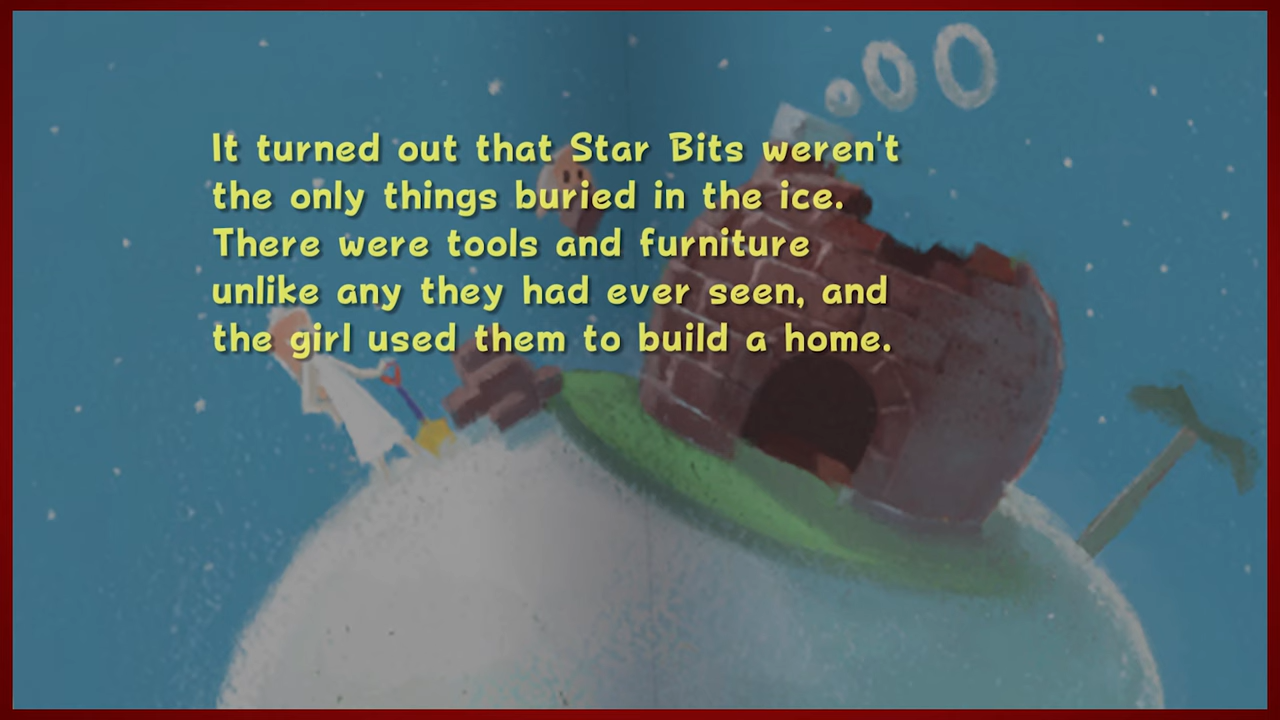 It turned out that Star Bits weren't
the only things buried in the ice.
There were tools and furniture
unlike any they had ever seen, and
the girl used them to build a home.